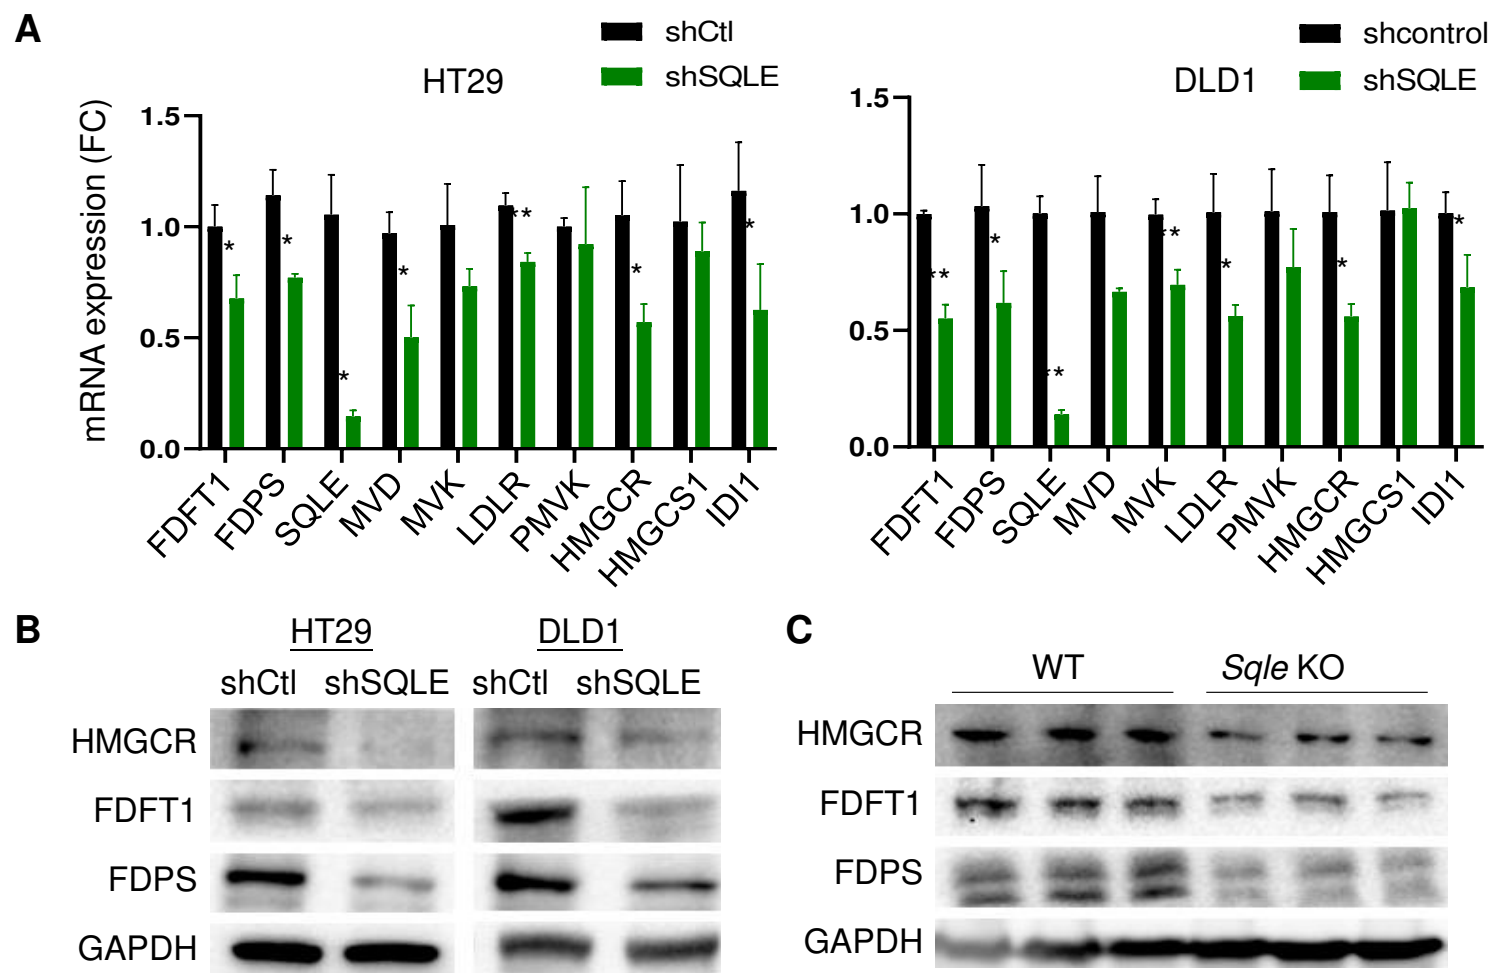 A
shCtl
shSQLE
HT29
mRNA expression (FC)
1.5
1.0
0.5
0.0
*
*
*
*
**
*
*
FDFT1
FDPS
SQLE
MVD
MVK
LDLR
PMVK
HMGCR
HMGCS1
IDI1
shcontrol
shSQLE
DLD1
1.5
1.0
0.5
0.0
**
*
**
**
*
*
*
FDFT1
FDPS
SQLE
MVD
MVK
LDLR
PMVK
HMGCR
HMGCS1
IDI1
B
HT29
DLD1
shCtl shSQLE shCtl shSQLE
HMGCR
FDFT1
FDPS
GAPDH
C
WT
Sqle KO
HMGCR
FDFT1
FDPS
GAPDH